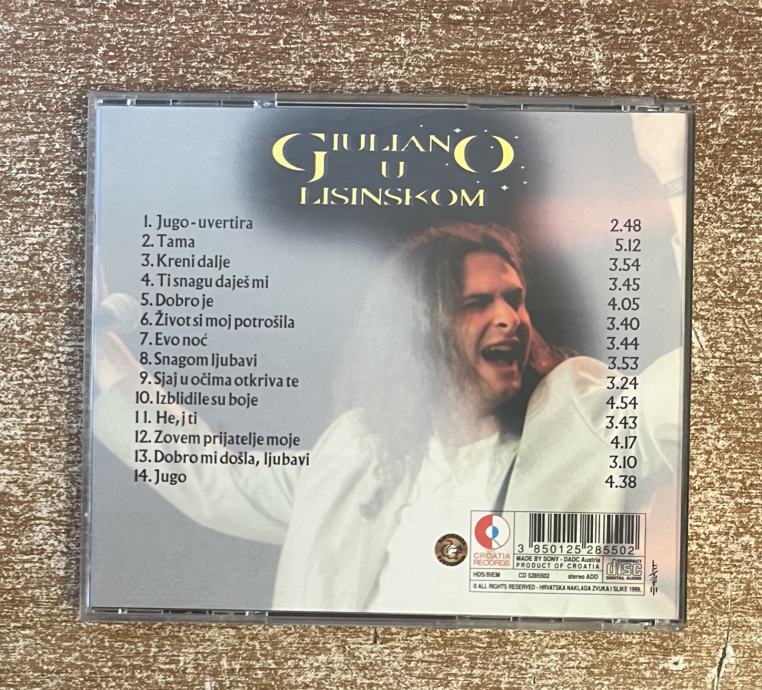 GIULIANO
U
LISINSKOM
1. Jugo - uvertira 2.48
2. Tama 5.12
3. Kreni dalje 3.54
4. Ti snagu daješ mi 3.45
5. Dobro je 4.05
6. Život si moj potrošila 3.40
7. Evo noć 3.44
8. Snagom ljubavi 3.53
9. Sjaj u očima otkriva te 3.24
10. Izblidile su boje 4.54
11. He, j ti 3.43
12. Zovem prijatelje moje 4.17
13. Dobro mi došla, ljubavi 3.10
14. Jugo 4.38
CROATIA
RECORDS
3 850125 285502
MADE BY SONY - DADC Austria
PRODUCT OF CROATIA
COMPACT
disc
DIGITAL AUDIO
HDS/BIEM CD 5285502 stereo ADD
© ALL RIGHTS RESERVED - HRVATSKA NAKLADA ZVUKA I SLIKE 1999.